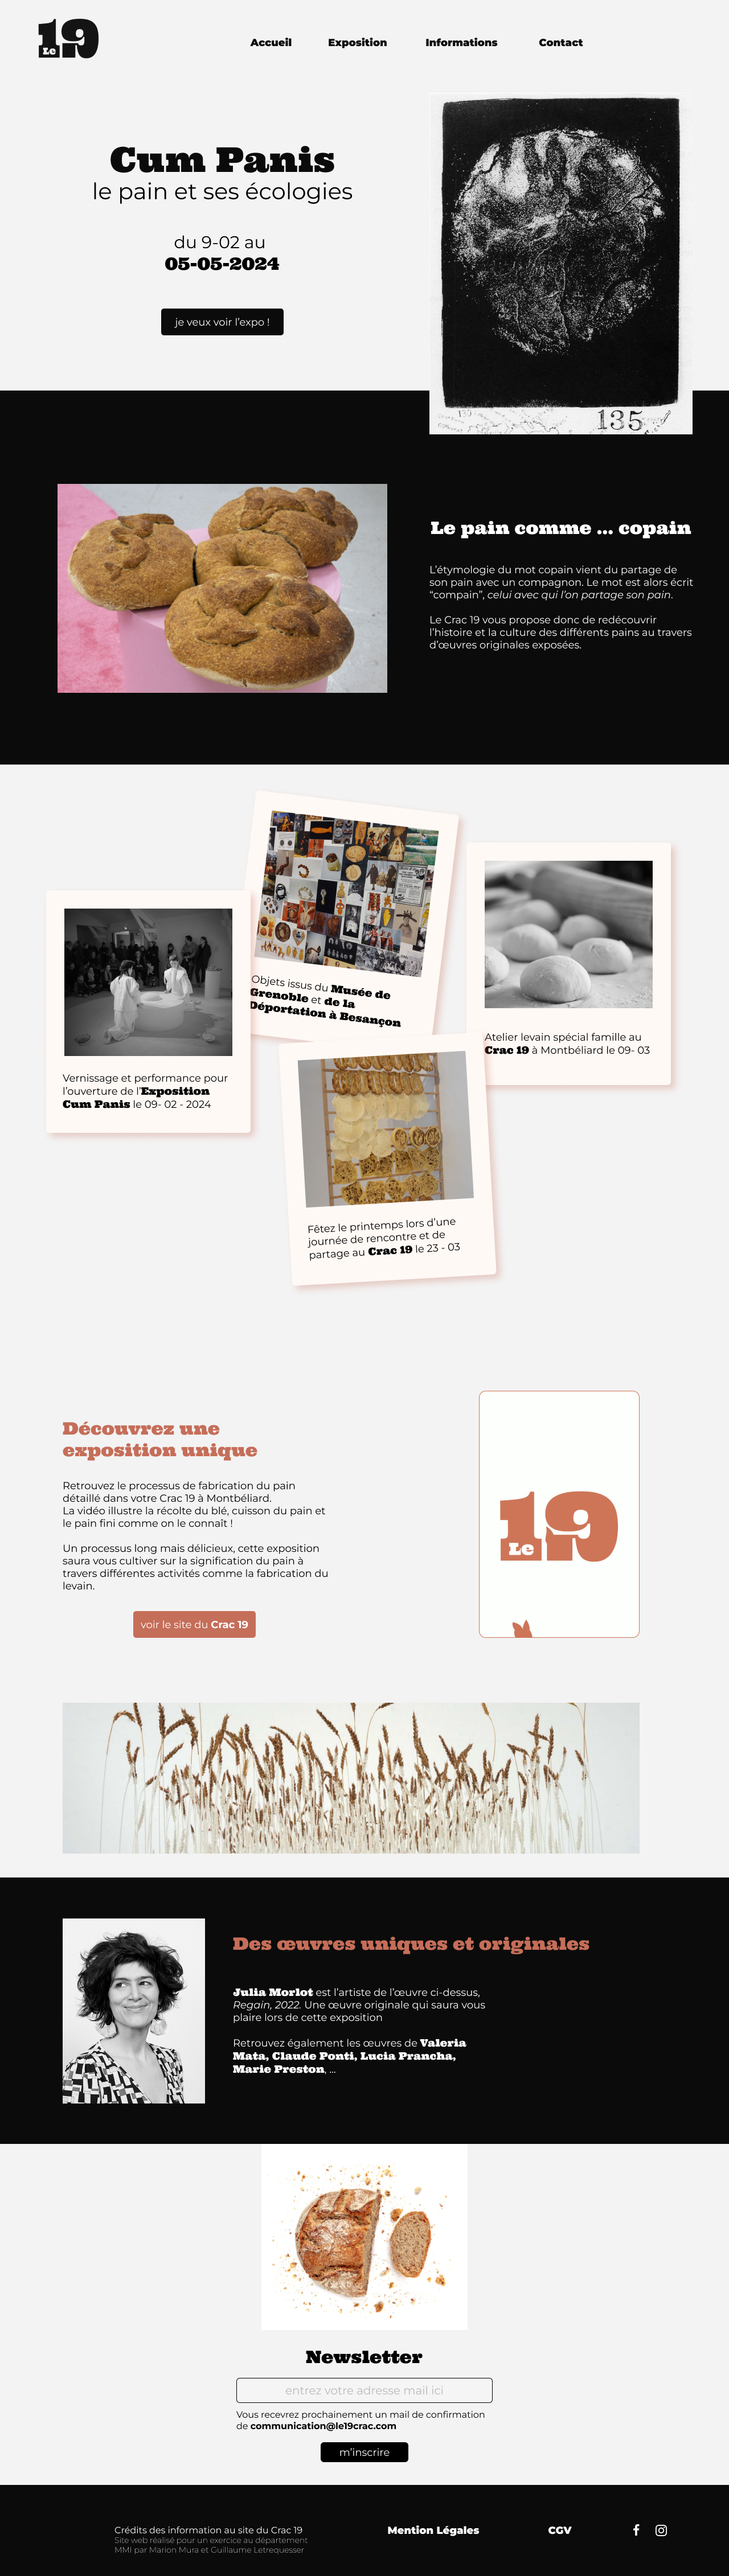 Le 19
Accueil
Exposition
Informations
Contact
Cum Panis
le pain et ses écologies
du 9-02 au
05-05-2024
je veux voir l'expo !
135
135
Le pain comme ... copain
L'étymologie du mot copain vient du partage de
son pain avec un compagnon. Le mot est alors écrit
“compain”, celui avec qui l'on partage son pain.
Le Crac 19 vous propose donc de redécouvrir
l'histoire et la culture des différents pains au travers
d'œuvres originales exposées.
Objets issus du Musée de
Grenoble et de la
Déportation à Besançon
Atelier levain spécial famille au
Crac 19 à Montbéliard le 09- 03
Vernissage et performance pour
l'ouverture de l'Exposition
Cum Panis le 09- 02 - 2024
Fêtez le printemps lors d'une
journée de rencontre et de
partage au Crac 19 le 23 - 03
Découvrez une
exposition unique
Retrouvez le processus de fabrication du pain
détaillé dans votre Crac 19 à Montbéliard.
La vidéo illustre la récolte du blé, cuisson du pain et
le pain fini comme on le connaît !
Un processus long mais délicieux, cette exposition
saura vous cultiver sur la signification du pain à
travers différentes activités comme la fabrication du
levain.
voir le site du Crac 19
Le 19
Des œuvres uniques et originales
Julia Morlot est l'artiste de l'œuvre ci-dessus,
Regain, 2022. Une œuvre originale qui saura vous
plaire lors de cette exposition
Retrouvez également les œuvres de Valeria
Mata, Claude Ponti, Lucia Prancha,
Marie Preston, ...
Newsletter
entrez votre adresse mail ici
Vous recevrez prochainement un mail de confirmation
de communication@le19crac.com
m'inscrire
Crédits des information au site du Crac 19
Site web réalisé pour un exercice au département
MMI par Marion Mura et Guillaume Letrequesser
Mention Légales
CGV